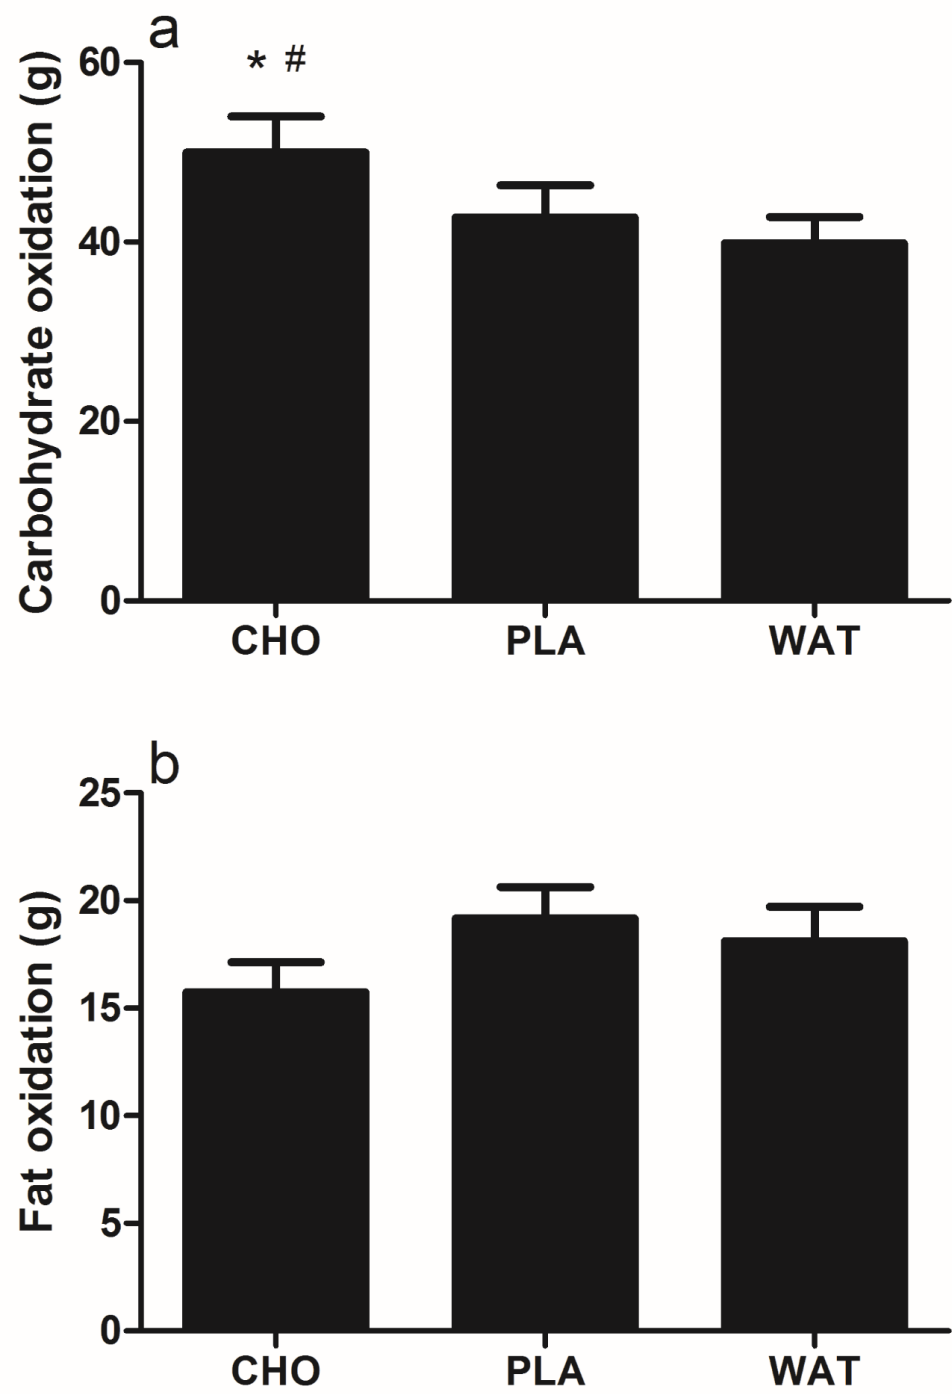 a
* #
Carbohydrate oxidation (g)
60
40
20
0
CHO PLA WAT
b
Fat oxidation (g)
25
20
15
10
5
0
CHO PLA WAT